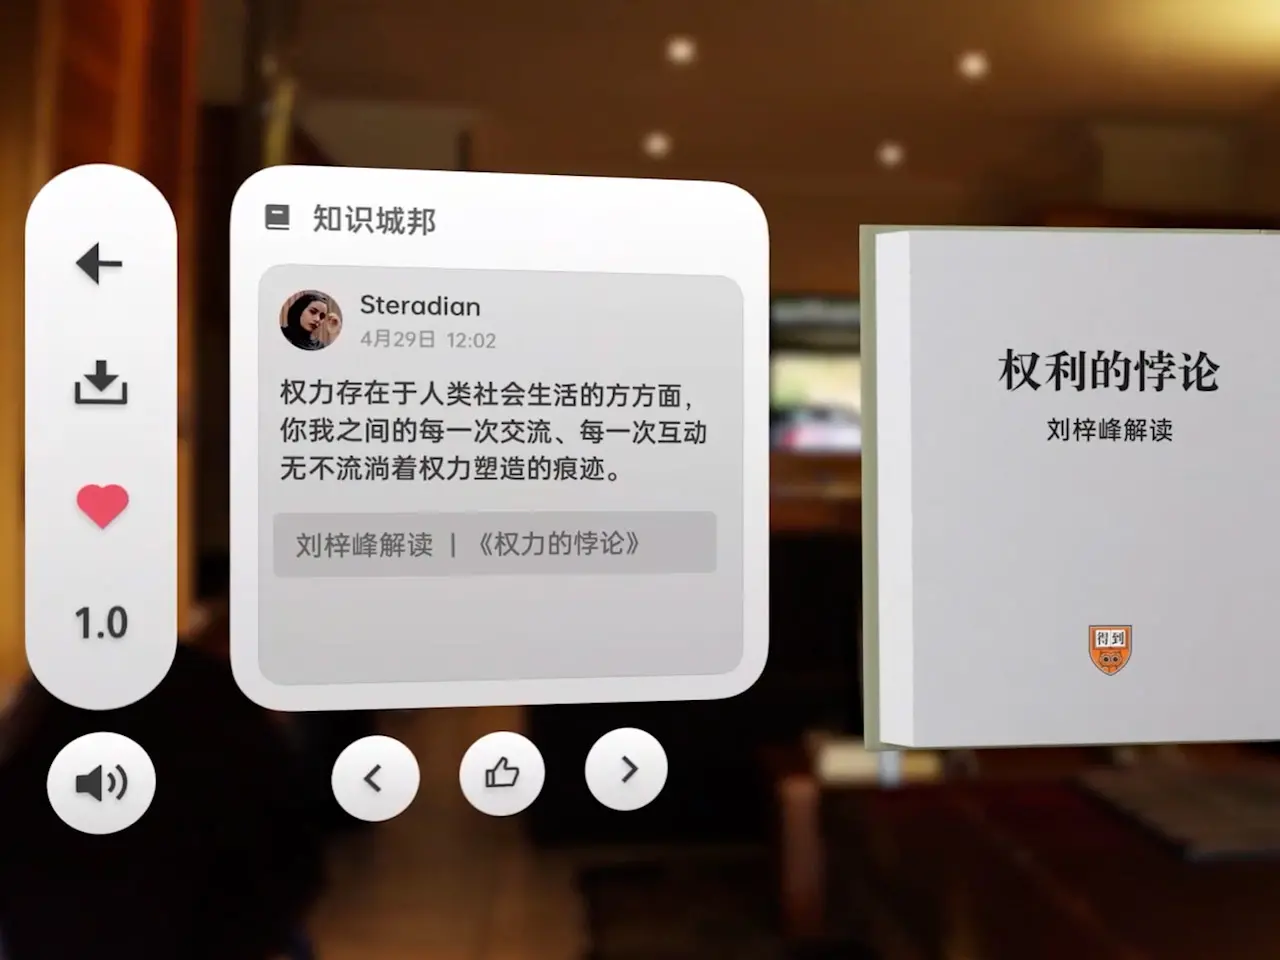 知识城邦
Steradian
4月29日 12:02
权力存在于人类社会生活的方方面，
你我之间的每一次交流、每一次互动
无不流淌着权力塑造的痕迹。
刘梓峰解读 | 《权力的悖论》
1.0
权利的悖论
刘梓峰解读
得到